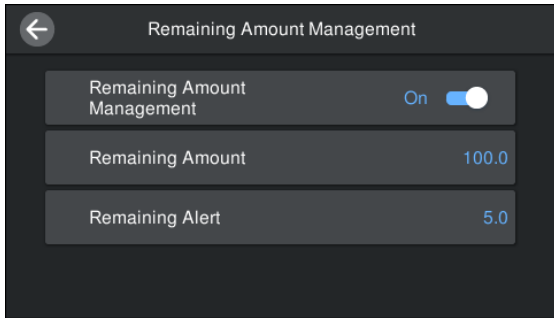 Remaining Amount Management
Remaining Amount
Management
On
Remaining Amount
100.0
Remaining Alert
5.0